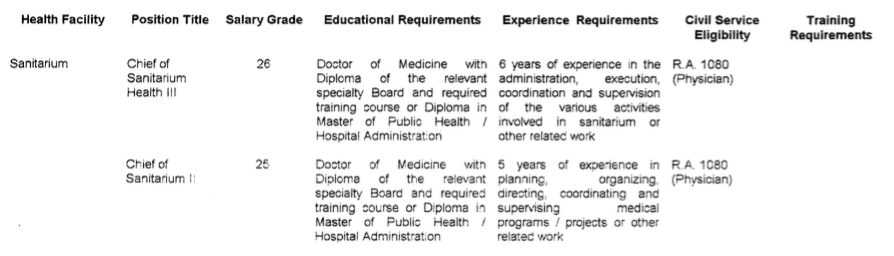 Health Facility Position Title Salary Grade Educational Requirements Experience Requirements Civil Service Eligibility Training Requirements
Sanitarium
Chief of
Sanitarium
Health III
26
Doctor of Medicine with
Diploma of the relevant
specialty Board and required
training course or Diploma in
Master of Public Health /
Hospital Administration
6 years of experience in the
administration, execution,
coordination and supervision
of the various activities
involved in sanitarium or
other related work
R.A. 1080
(Physician)
Chief of
Sanitarium
25
Doctor of Medicine with
Diploma of the relevant
specialty Board and required
training course or Diploma in
Master of Public Health /
Hospital Administration
5 years of experience in
planning, organizing,
directing, coordinating and
supervising medical
programs / projects or other
related work
R.A. 1080
(Physician)